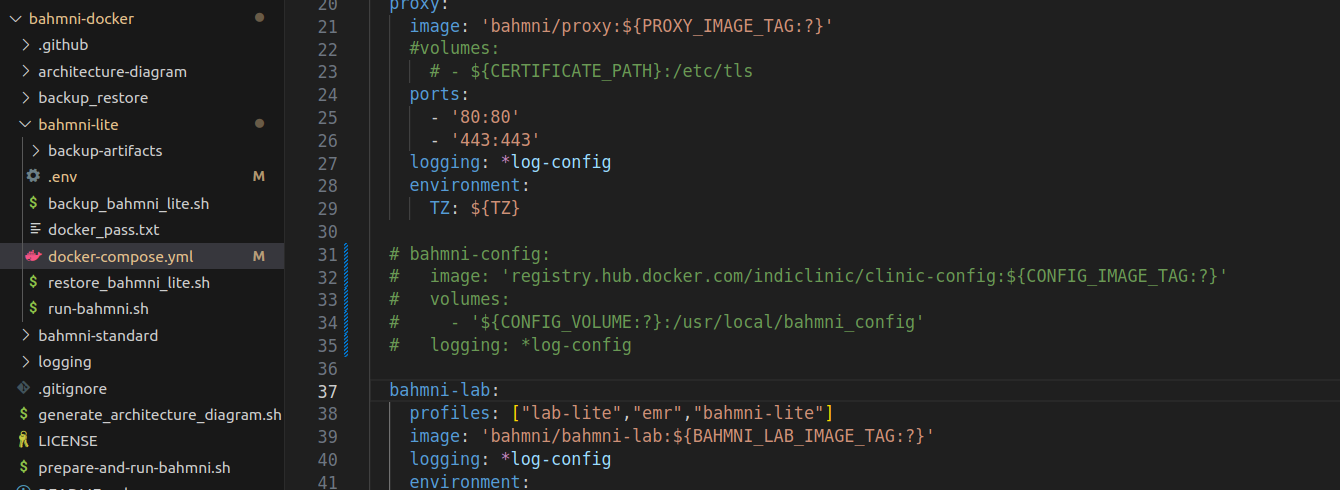 bahmni-docker
.github
architecture-diagram
backup_restore
bahmni-lite
backup-artifacts
.env M
backup_bahmni_lite.sh
docker_pass.txt
docker-compose.yml M
restore_bahmni_lite.sh
run-bahmni.sh
bahmni-standard
logging
.gitignore
generate_architecture_diagram.sh
LICENSE
prepare-and-run-bahmni.sh
20 proxy:
21 image: 'bahmni/proxy:${PROXY_IMAGE_TAG:?}'
22 #volumes:
23 # - ${CERTIFICATE_PATH}:/etc/tls
24 ports:
25 - '80:80'
26 - '443:443'
27 logging: *log-config
28 environment:
29 TZ: ${TZ}
30
31 # bahmni-config:
32 # image: 'registry.hub.docker.com/indiclinic/clinic-config:${CONFIG_IMAGE_TAG:?}'
33 # volumes:
34 # - '${CONFIG_VOLUME:?}:/usr/local/bahmni_config'
35 # logging: *log-config
36
37 bahmni-lab:
38 profiles: ["lab-lite","emr","bahmni-lite"]
39 image: 'bahmni/bahmni-lab:${BAHMNI_LAB_IMAGE_TAG:?}'
40 logging: *log-config
41 environment: